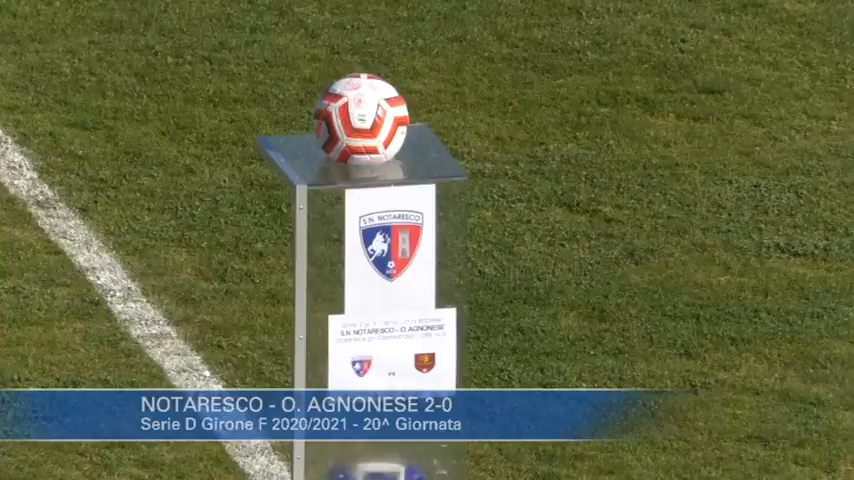 S.N. NOTARESCO
S.N. NOTARESCO - O. AGNONESE
NOTARESCO - O. AGNONESE 2-0
Serie D Girone F 2020/2021 - 20^ Giornata